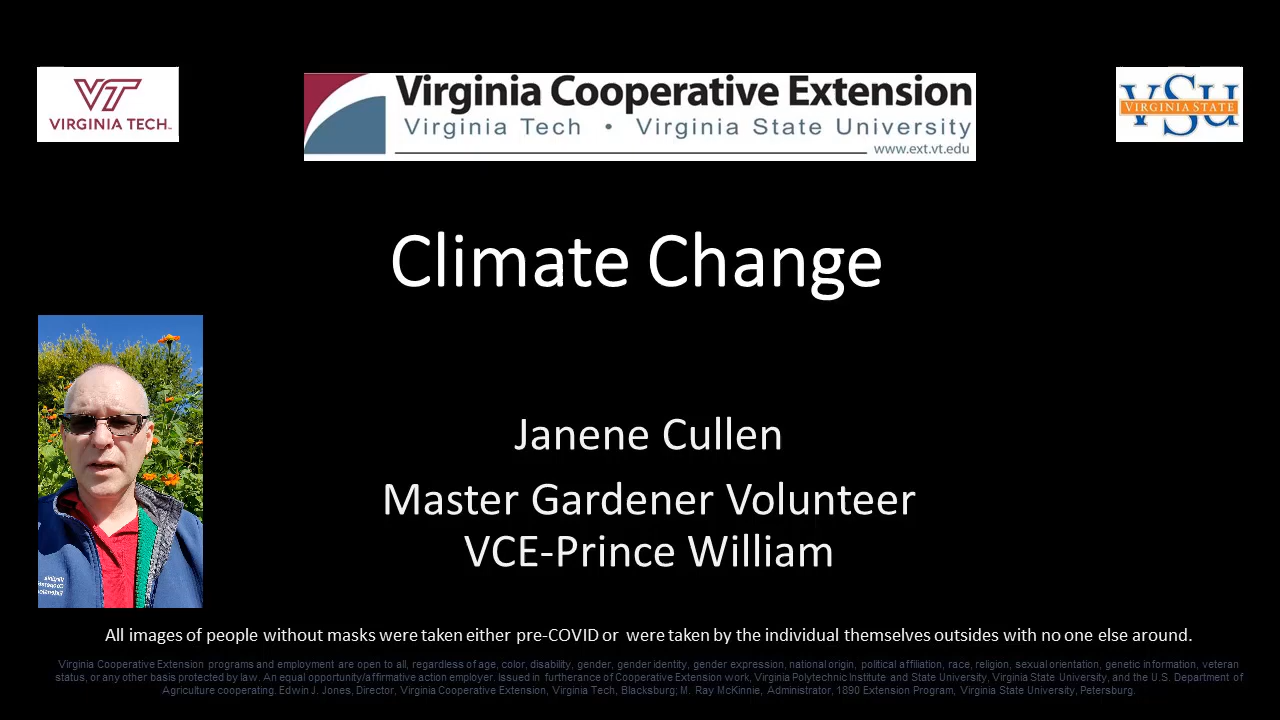 VT
VIRGINIA TECH™
Virginia Cooperative Extension
Virginia Tech • Virginia State University
www.ext.vt.edu
VSU
VIRGINIA STATE
Climate Change
Janene Cullen
Master Gardener Volunteer
VCE-Prince William
All images of people without masks were taken either pre-COVID or were taken by the individual themselves outsides with no one else around.
Virginia Cooperative Extension programs and employment are open to all, regardless of age, color, disability, gender, gender identity, gender expression, national origin, political affiliation, race, religion, sexual orientation, genetic information, veteran
status, or any other basis protected by law. An equal opportunity/affirmative action employer. Issued in furtherance of Cooperative Extension work, Virginia Polytechnic Institute and State University, Virginia State University, and the U.S. Department of
Agriculture cooperating. Edwin J. Jones, Director, Virginia Cooperative Extension, Virginia Tech, Blacksburg; M. Ray McKinnie, Administrator, 1890 Extension Program, Virginia State University, Petersburg.